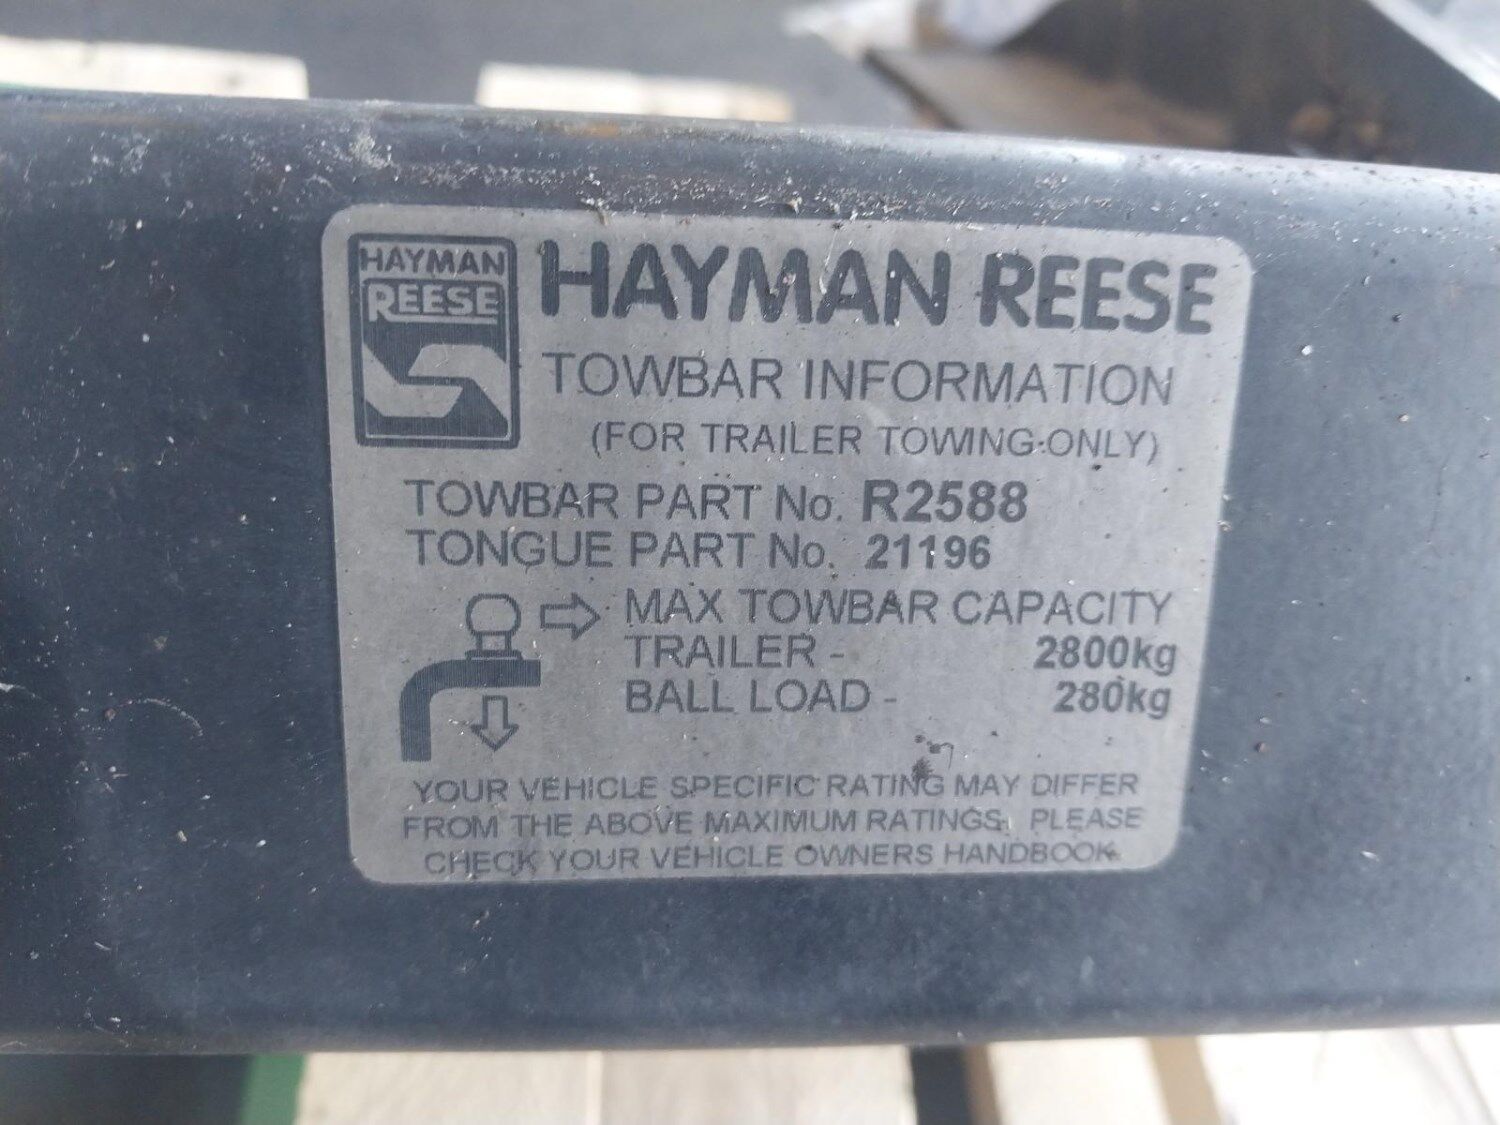 HAYMAN
REESE
HAYMAN REESE
TOWBAR INFORMATION
(FOR TRAILER TOWING ONLY)
TOWBAR PART No. R2588
TONGUE PART No. 21196
MAX TOWBAR CAPACITY
TRAILER - 2800kg
BALL LOAD - 280kg
YOUR VEHICLE SPECIFIC RATING MAY DIFFER
FROM THE ABOVE MAXIMUM RATINGS. PLEASE
CHECK YOUR VEHICLE OWNERS HANDBOOK.